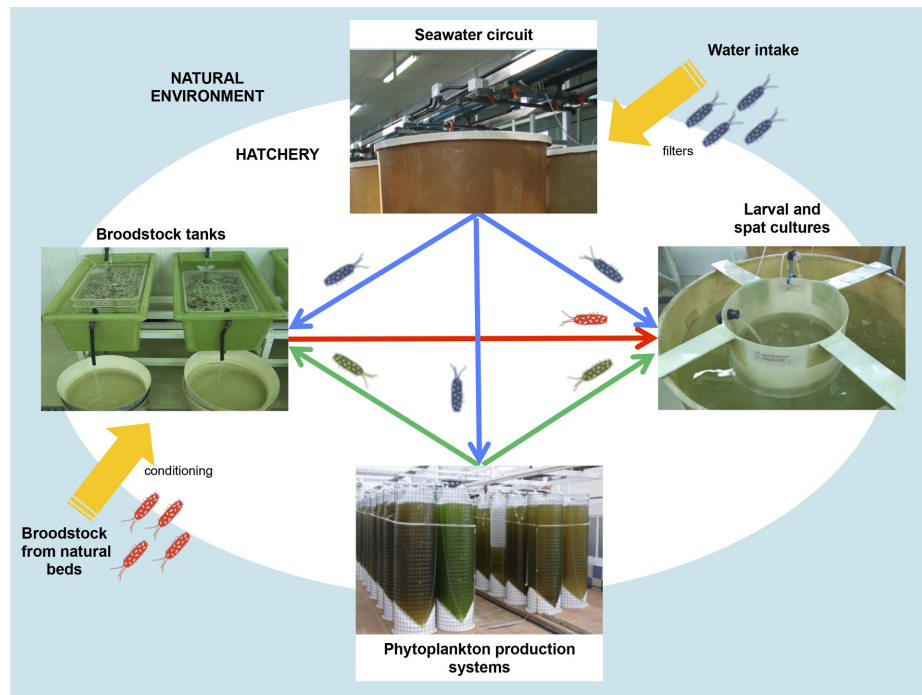 Seawater circuit
Water intake
NATURAL
ENVIRONMENT
filters
HATCHERY
Larval and
spat cultures
Broodstock tanks
conditioning
Broodstock
from natural
beds
Phytoplankton production
systems